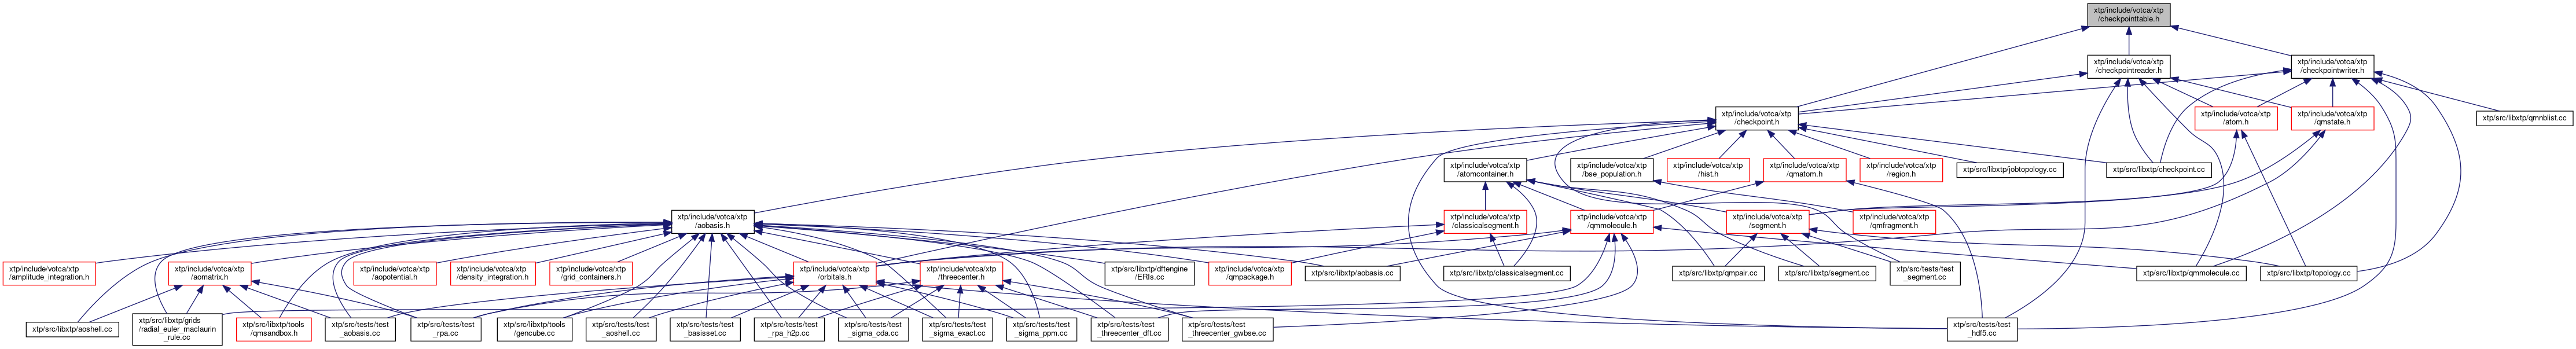 xtp/include/votca/xtp
/checkpointtable.h
xtp/include/votca/xtp
/checkpointreader.h
xtp/include/votca/xtp
/checkpointwriter.h
xtp/include/votca/xtp
/checkpoint.h
xtp/include/votca/xtp
/atom.h
xtp/include/votca/xtp
/qmstate.h
xtp/src/libxtp/qmnblist.cc
xtp/include/votca/xtp
/atomcontainer.h
xtp/include/votca/xtp
/bse_population.h
xtp/include/votca/xtp
/hist.h
xtp/include/votca/xtp
/qmatom.h
xtp/include/votca/xtp
/region.h
xtp/src/libxtp/jobtopology.cc
xtp/src/libxtp/checkpoint.cc
xtp/include/votca/xtp
/aobasis.h
xtp/include/votca/xtp
/classicalsegment.h
xtp/include/votca/xtp
/qmmolecule.h
xtp/include/votca/xtp
/segment.h
xtp/include/votca/xtp
/qmfragment.h
xtp/include/votca/xtp
/amplitude_integration.h
xtp/include/votca/xtp
/aomatrix.h
xtp/include/votca/xtp
/aopotential.h
xtp/include/votca/xtp
/density_integration.h
xtp/include/votca/xtp
/grid_containers.h
xtp/include/votca/xtp
/orbitals.h
xtp/include/votca/xtp
/threecenter.h
xtp/src/libxtp/dftengine
/ERIs.cc
xtp/include/votca/xtp
/qmpackage.h
xtp/src/libxtp/aobasis.cc
xtp/src/libxtp/classicalsegment.cc
xtp/src/libxtp/qmpair.cc
xtp/src/libxtp/segment.cc
xtp/src/tests/test
_segment.cc
xtp/src/libxtp/qmmolecule.cc
xtp/src/libxtp/topology.cc
xtp/src/libxtp/aoshell.cc
xtp/src/libxtp/grids
/radial_euler_maclaurin
_rule.cc
xtp/src/libxtp/tools
/qmsandbox.h
xtp/src/tests/test
_aobasis.cc
xtp/src/tests/test
_rpa.cc
xtp/src/libxtp/tools
/gencube.cc
xtp/src/tests/test
_aoshell.cc
xtp/src/tests/test
_basisset.cc
xtp/src/tests/test
_rpa_h2p.cc
xtp/src/tests/test
_sigma_cda.cc
xtp/src/tests/test
_sigma_exact.cc
xtp/src/tests/test
_sigma_ppm.cc
xtp/src/tests/test
_threecenter_dft.cc
xtp/src/tests/test
_threecenter_gwbse.cc
xtp/src/tests/test
_hdf5.cc